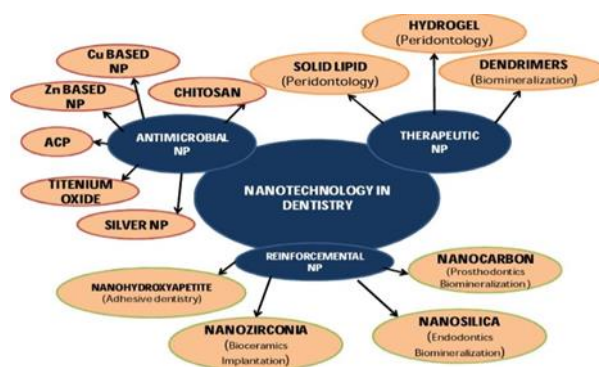 HYDROGEL
(Peridontology)
Cu BASED
NP
SOLID LIPID
(Peridontology)
DENDRIMERS
(Biomineralization)
Zn BASED
NP
CHITOSAN
ANTIMICROBIAL
NP
THERAPEUTIC
NP
ACP
TITENIUM
OXIDE
NANOTECHNOLOGY IN
DENTISTRY
SILVER NP
REINFORCEMENTAL
NP
NANOCARBON
(Prosthodontics
Biomineralization)
NANOHYDROXYAPETITE
(Adhesive dentistry)
NANOZIRCONIA
(Bioceramics
Implantation)
NANOSILICA
(Endodontics
Biomineralization)